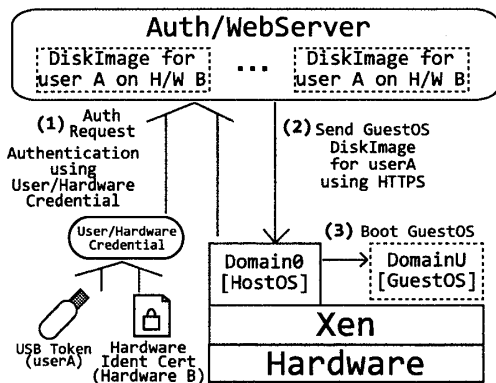 Auth/WebServer
DiskImage for
user A on H/W B
...
DiskImage for
user A on H/W B
(1) Auth
Request
Authentication
using
User/Hardware
Credential
(2) Send GuestOS
DiskImage
for userA
using HTTPS
User/Hardware
Credential
(3) Boot GuestOS
Domain0
[HostOS]
DomainU
[GuestOS]
Xen
Hardware
USB Token
(userA)
Hardware
Ident Cert
(Hardware B)